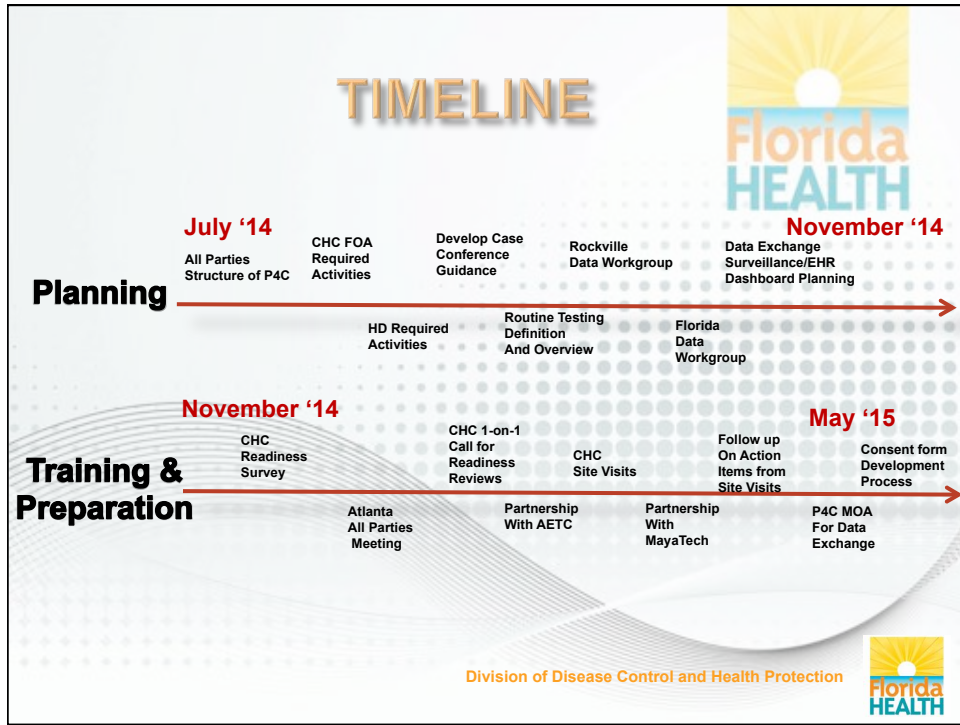 TIMELINE
Florida
HEALTH
July ‘14
November ‘14
All Parties
Structure of P4C
CHC FOA
Required
Activities
Develop Case
Conference
Guidance
Rockville
Data Workgroup
Data Exchange
Surveillance/EHR
Dashboard Planning
Planning
HD Required
Activities
Routine Testing
Definition
And Overview
Florida
Data
Workgroup
November ‘14
May ‘15
CHC
Readiness
Survey
CHC 1-on-1
Call for
Readiness
Reviews
CHC
Site Visits
Follow up
On Action
Items from
Site Visits
Consent form
Development
Process
Training &
Preparation
Atlanta
All Parties
Meeting
Partnership
With AETC
Partnership
With
MayaTech
P4C MOA
For Data
Exchange
Division of Disease Control and Health Protection
Florida
HEALTH